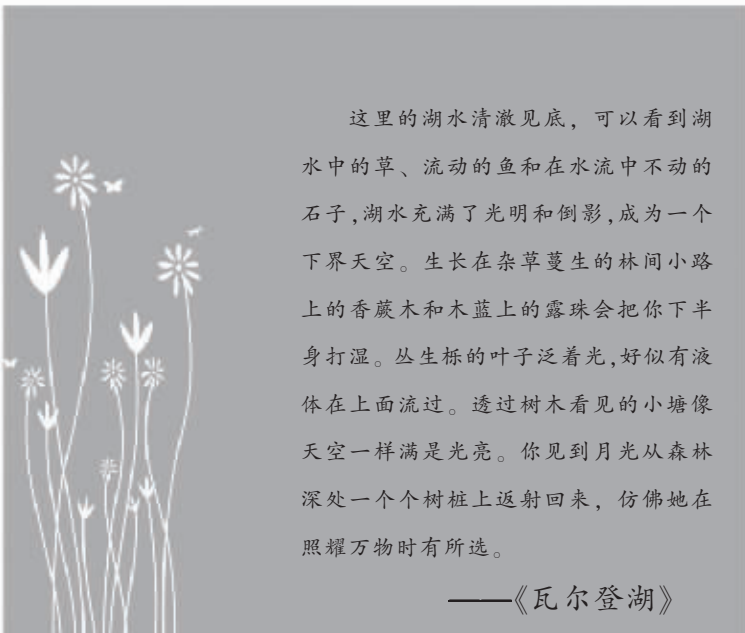 这里的湖水清澈见底，可以看到湖
水中的草、流动的鱼和在水流中不动的
石子,湖水充满了光明和倒影,成为一个
下界天空。生长在杂草蔓生的林间小路
上的香蕨木和木蓝上的露珠会把你下半
身打湿。丛生栎的叶子泛着光,好似有液
体在上面流过。透过树木看见的小塘像
天空一样满是光亮。你见到月光从森林
深处一个个树桩上返射回来，仿佛她在
照耀万物时有所选。
——《瓦尔登湖》